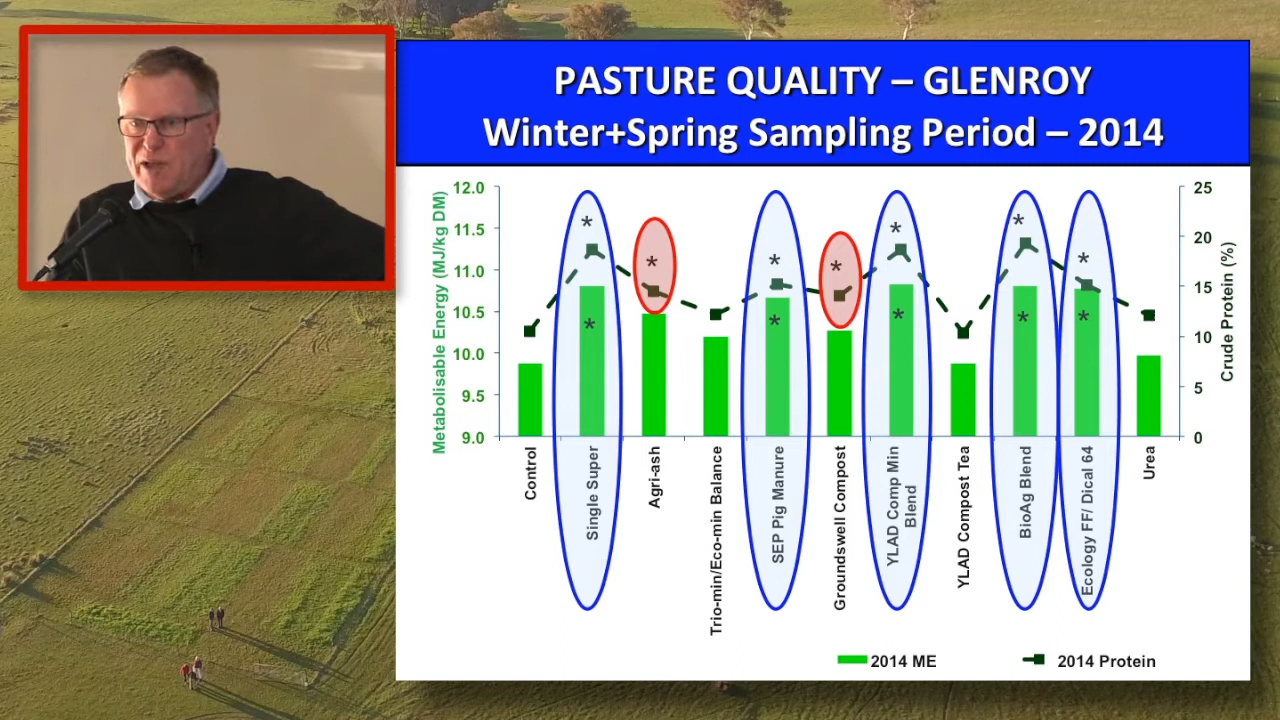 PASTURE QUALITY – GLENROY
Winter+Spring Sampling Period – 2014
Metabolisable Energy (MJ/kg DM)
12.0
11.5
11.0
10.5
10.0
9.5
9.0
25
20
15
10
5
0
Crude Protein (%)
*
*
*
*
*
*
*
*
*
*
*
*
Control
Single Super
Agri-ash
Trio-min/Eco-min Balance
SEP Pig Manure
Groundswell Compost
YLAD Comp Min
Blend
YLAD Compost Tea
BioAg Blend
Ecology FF/ Dical 64
Urea
2014 ME
2014 Protein